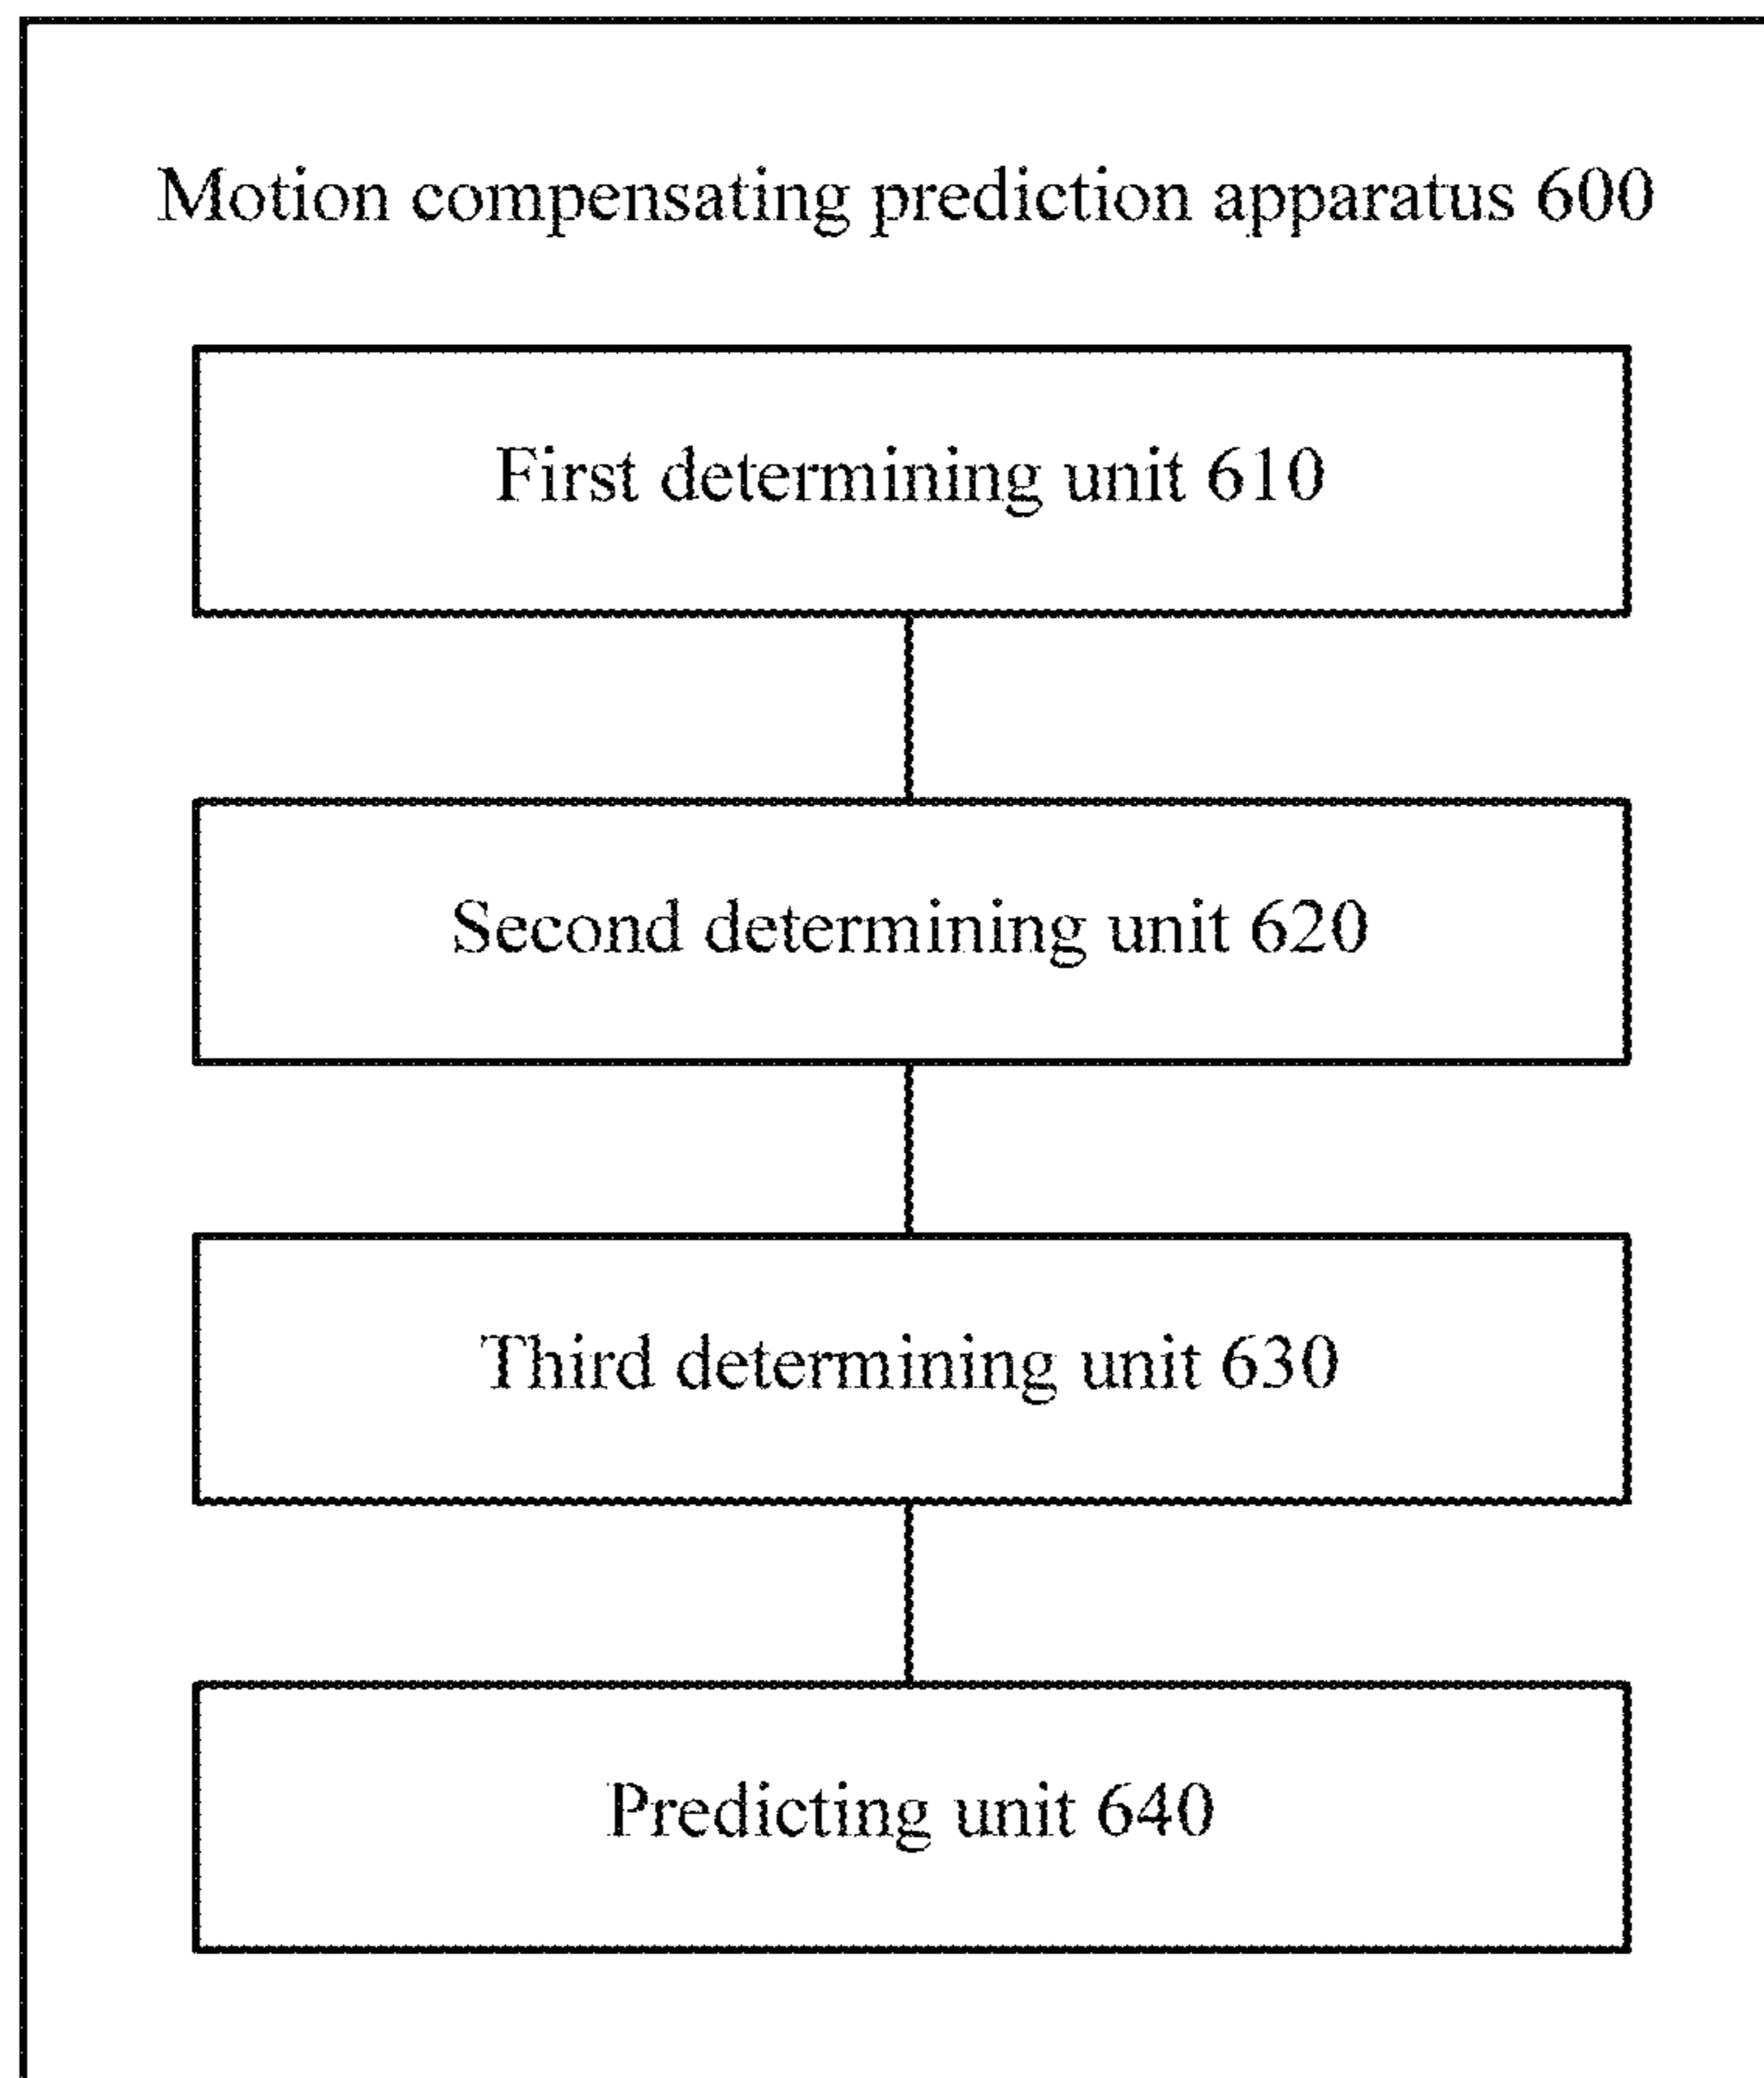 Motion compensating prediction apparatus 600
First determining unit 610
Second determining unit 620
Third determining unit 630
Predicting unit 640